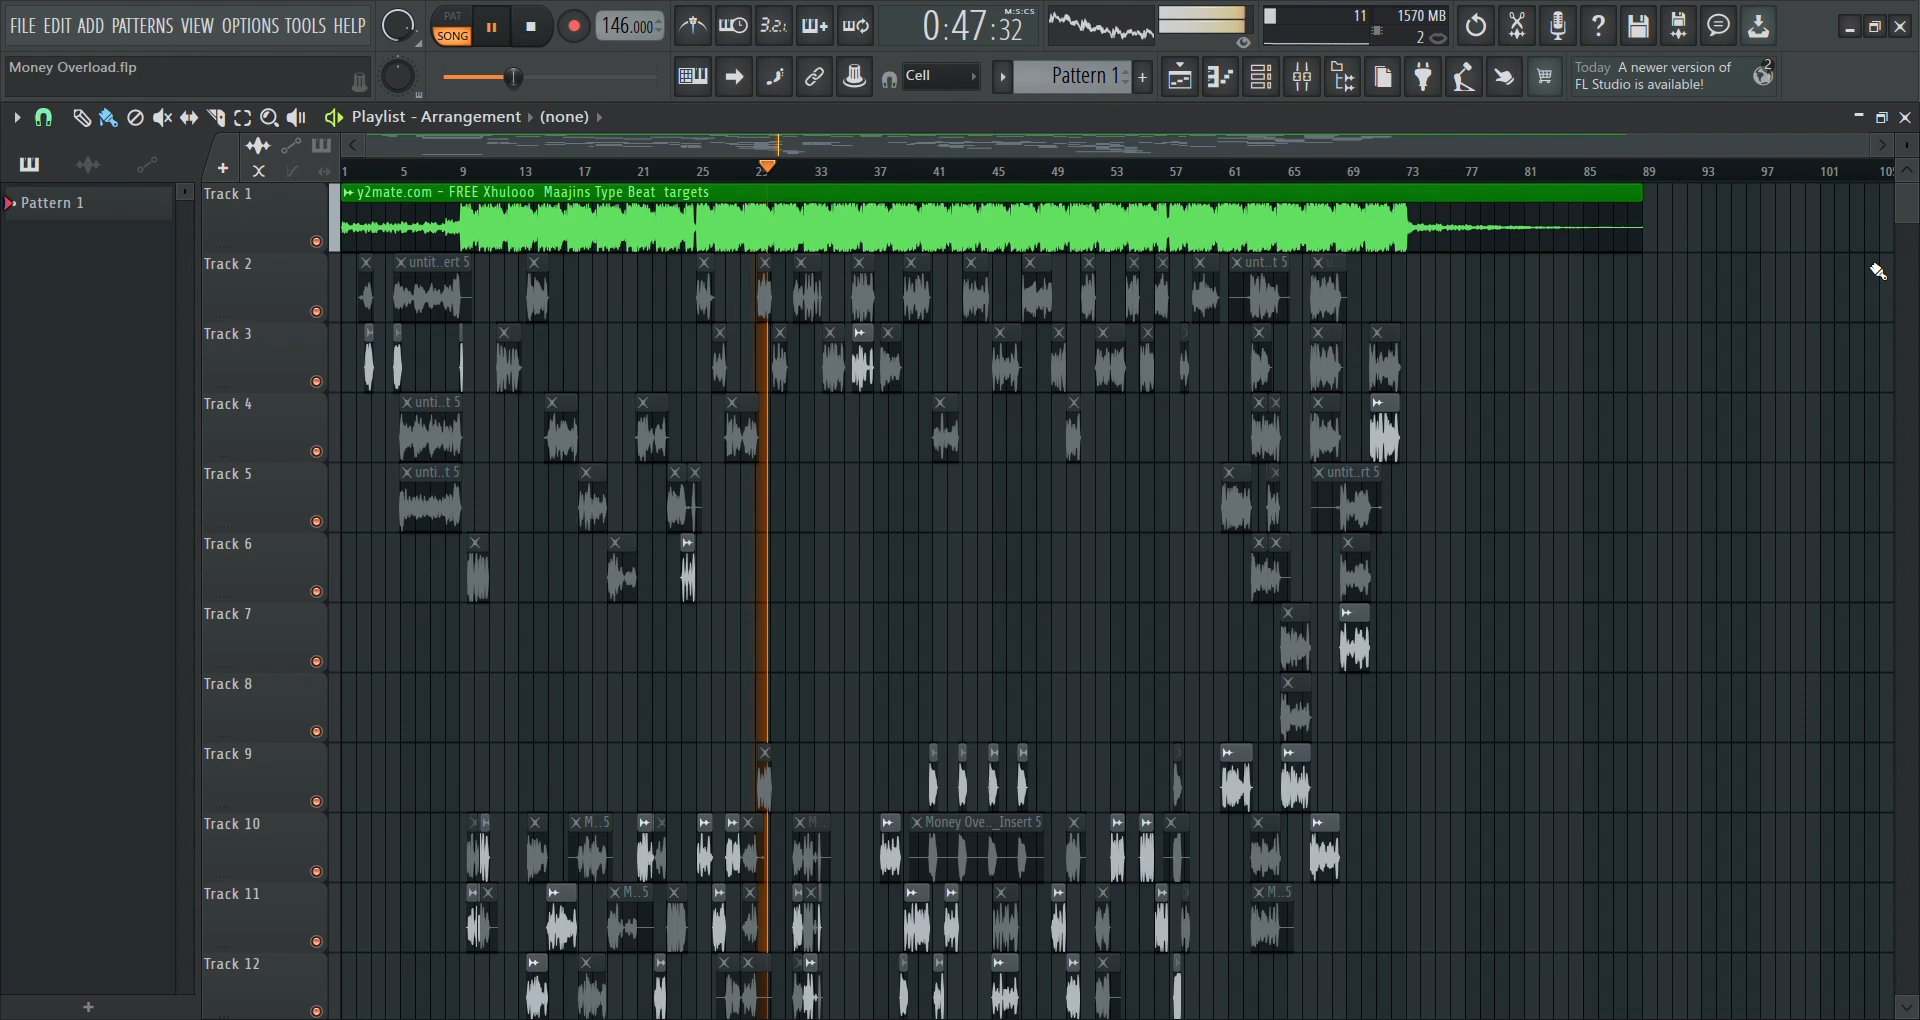 FILE EDIT ADD PATTERNS VIEW OPTIONS TOOLS HELP
PAT
SONG
146.000
3.2.
0:47:32
M:S:CS
11
1570 MB
2
Money Overload.flp
Cell
Pattern 1
Today A newer version of
FL Studio is available!
2
Playlist - Arrangement (none)
1 5 9 13 17 21 25 29 33 37 41 45 49 53 57 61 65 69 73 77 81 85 89 93 97 101
Pattern 1
Track 1
y2mate.com - FREE Xhulooo Maajins Type Beat targets
Track 2
untit..ert 5
unt..t 5
Track 3
Track 4
unti..t 5
Track 5
unti..t 5
untit..rt 5
Track 6
Track 7
Track 8
Track 9
Track 10
M..5
M..
Money Ove.._Insert 5
Track 11
M..5
M..5
Track 12